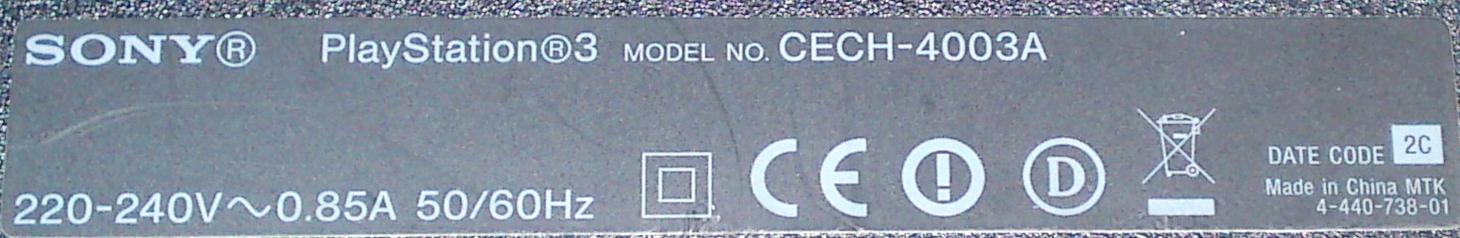 SONY® PlayStation®3 MODEL NO. CECH-4003A
220-240V～0.85A 50/60Hz
CE
D
DATE CODE 2C
Made in China MTK
4-440-738-01